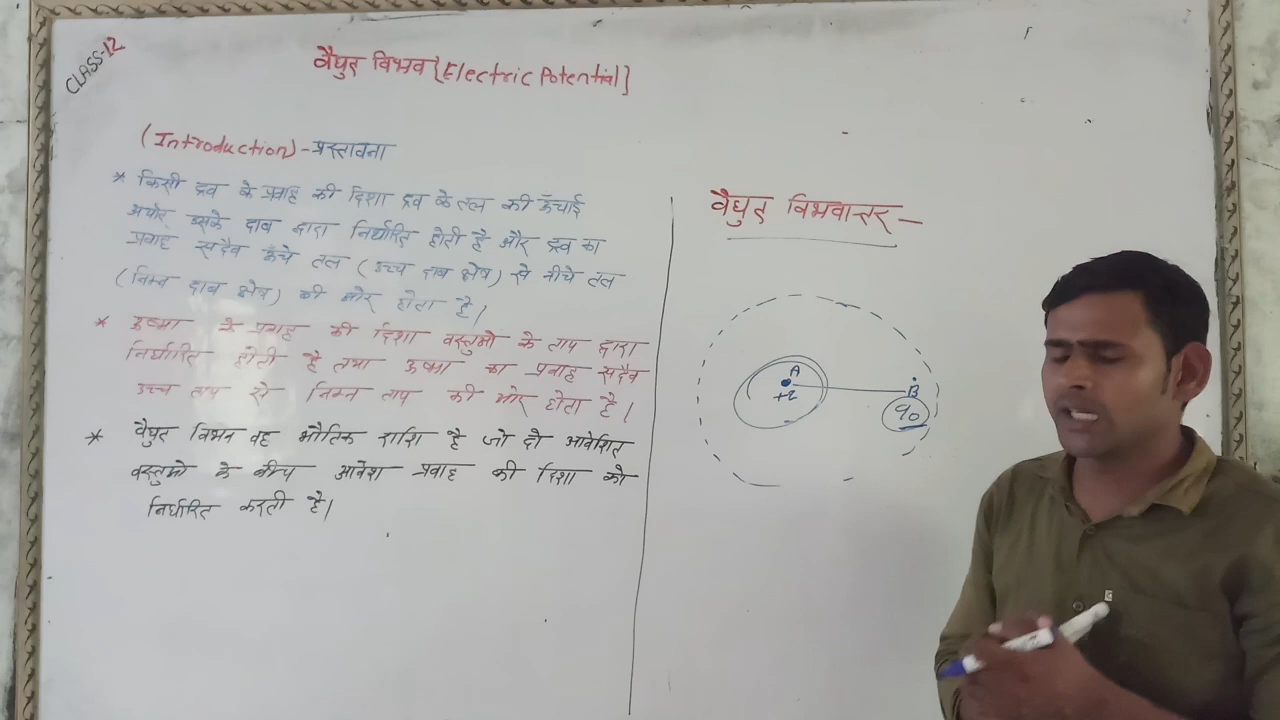 CLASS-12
वैधुत विभव [Electric Potential]
(Introduction) - प्रस्तावना
* किसी द्रव के प्रवाह की दिशा द्रव के तल की ऊँचाई
अर्थात उसके दाब द्वारा निर्धारित होती है और द्रव का
प्रवाह सदैव ऊँचे तल (उच्च दाब क्षेत्र) से नीचे तल
(निम्न दाब क्षेत्र) की ओर होता है।
* ऊष्मा के प्रवाह की दिशा वस्तुओ के ताप द्वारा
निर्धारित होती है तथा ऊष्मा का प्रवाह सदैव
उच्च ताप से निम्न ताप की ओर होता है।
* वैधुत विभव वह भौतिक राशि है जो दो आवेशित
वस्तुओ के बीच आवेश प्रवाह की दिशा को
निर्धारित करती है।
वैधुत विभवान्तर -
A
B
q₀